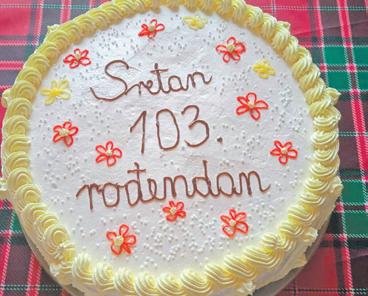 Sretan
103.
rođendan